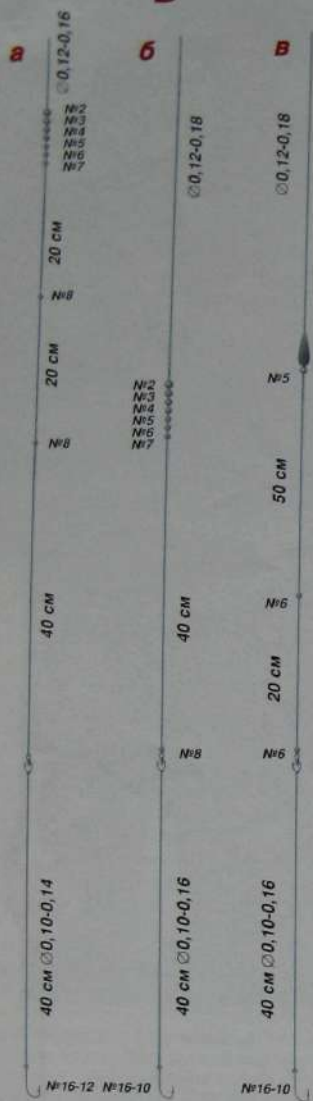 а
∅0,12-0,16
№2
№3
№4
№5
№6
№7
20 см
№8
20 см
№8
40 см
40 см ∅0,10-0,14
№16-12
б
∅0,12-0,18
№2
№3
№4
№5
№6
№7
40 см
№8
40 см ∅0,10-0,16
№16-10
в
∅0,12-0,18
№5
50 см
№6
20 см
№6
40 см ∅0,10-0,16
№16-10